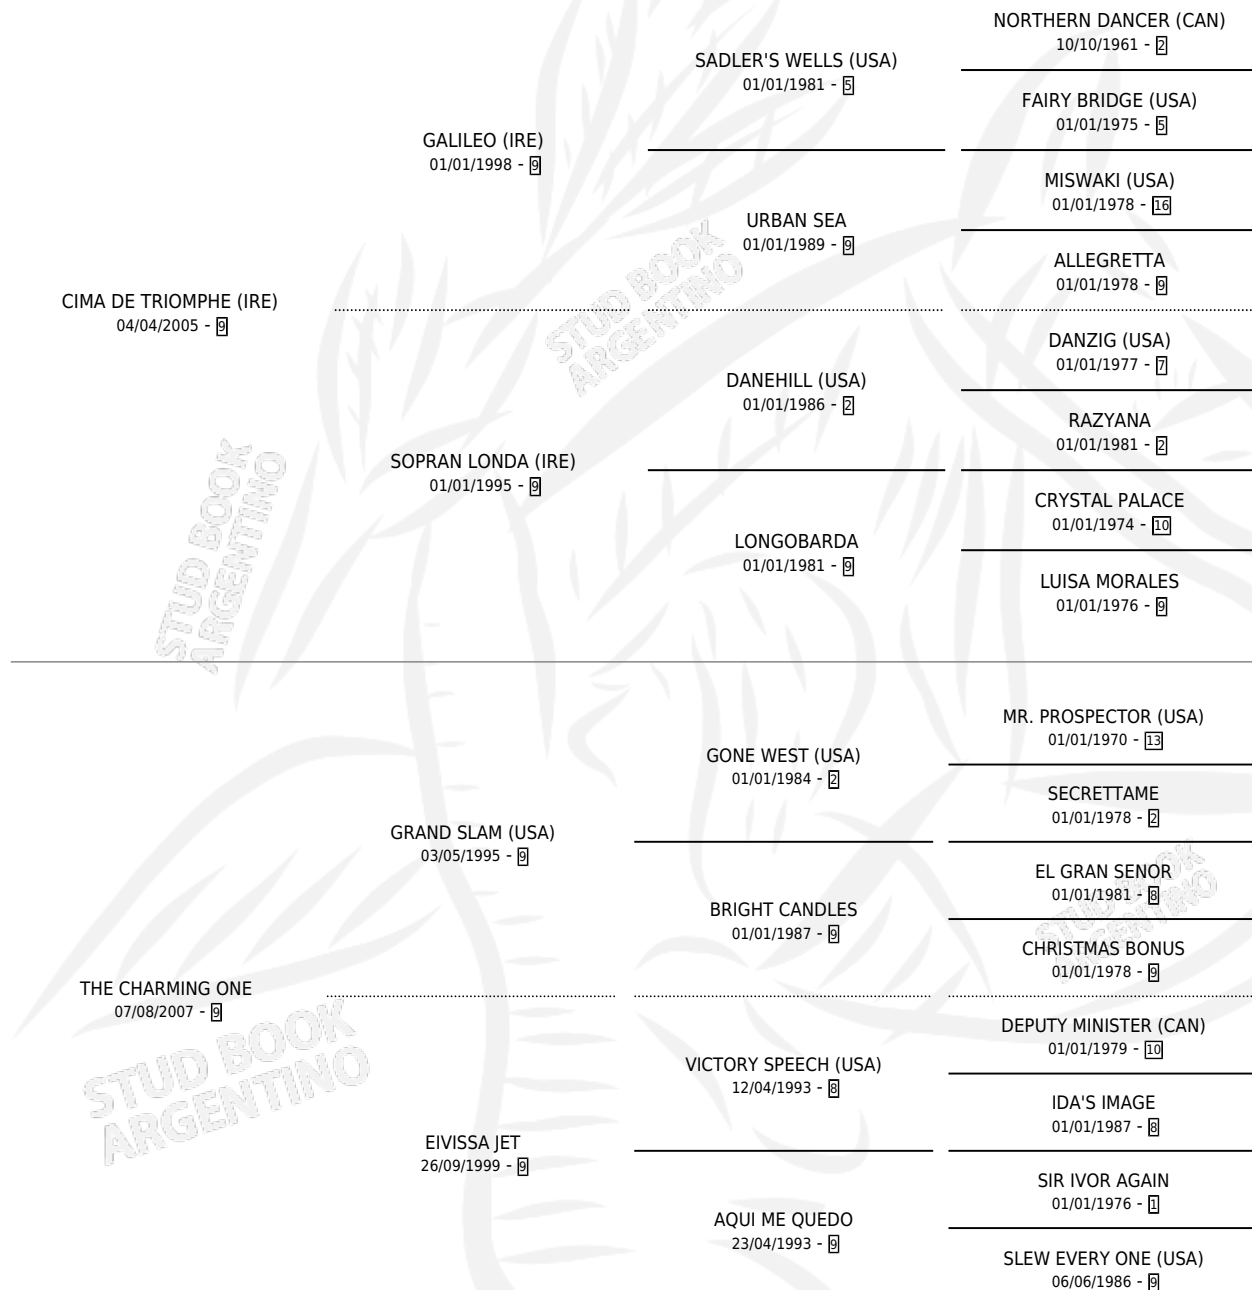 NORTHERN DANCER (CAN)
10/10/1961 - 2
SADLER'S WELLS (USA)
01/01/1981 - 5
FAIRY BRIDGE (USA)
01/01/1975 - 5
GALILEO (IRE)
01/01/1998 - 9
MISWAKI (USA)
01/01/1978 - 16
URBAN SEA
01/01/1989 - 9
ALLEGRETTA
01/01/1978 - 9
CIMA DE TRIOMPHE (IRE)
04/04/2005 - 9
STUD BOOK
ARGENTINO
DANZIG (USA)
01/01/1977 - 7
DANEHILL (USA)
01/01/1986 - 2
RAZYANA
01/01/1981 - 2
SOPRAN LONDA (IRE)
01/01/1995 - 9
CRYSTAL PALACE
01/01/1974 - 10
LONGOBARDA
01/01/1981 - 9
LUISA MORALES
01/01/1976 - 9
STUD BOOK
ARGENTINO
MR. PROSPECTOR (USA)
01/01/1970 - 13
GONE WEST (USA)
01/01/1984 - 2
SECRETTAME
01/01/1978 - 2
GRAND SLAM (USA)
03/05/1995 - 9
EL GRAN SENOR
01/01/1981 - 8
BRIGHT CANDLES
01/01/1987 - 9
STUD BOOK
ARGENTINO
CHRISTMAS BONUS
01/01/1978 - 9
THE CHARMING ONE
07/08/2007 - 9
DEPUTY MINISTER (CAN)
01/01/1979 - 10
VICTORY SPEECH (USA)
12/04/1993 - 8
IDA'S IMAGE
01/01/1987 - 8
STUD BOOK
ARGENTINO
EIVISSA JET
26/09/1999 - 9
SIR IVOR AGAIN
01/01/1976 - 1
AQUI ME QUEDO
23/04/1993 - 9
SLEW EVERY ONE (USA)
06/06/1986 - 9